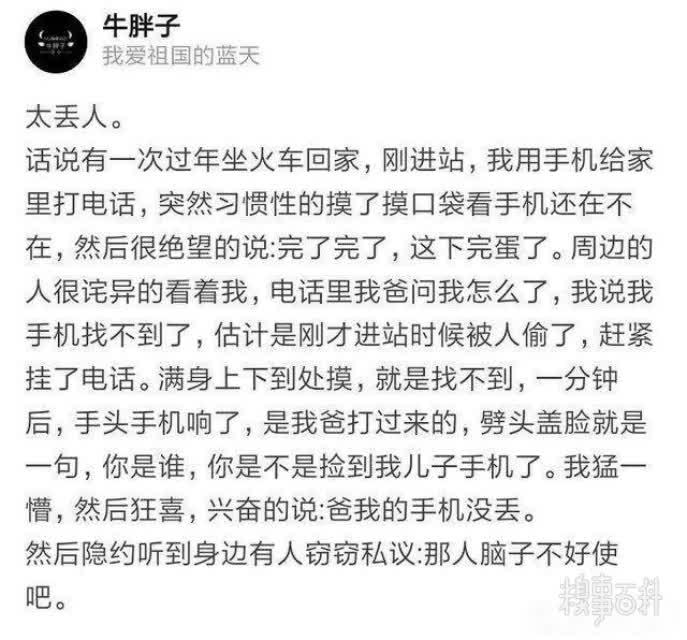 牛胖子
牛胖子
我爱祖国的蓝天
太丢人。
话说有一次过年坐火车回家，刚进站，我用手机给家
里打电话，突然习惯性的摸了摸口袋看手机还在不
在，然后很绝望的说:完了完了，这下完蛋了。周边的
人很诧异的看着我，电话里我爸问我怎么了，我说我
手机找不到了，估计是刚才进站时候被人偷了，赶紧
挂了电话。满身上下到处摸，就是找不到，一分钟
后，手头手机响了，是我爸打过来的，劈头盖脸就是
一句，你是谁，你是不是捡到我儿子手机了。我猛一
懵，然后狂喜，兴奋的说:爸我的手机没丢。
然后隐约听到身边有人窃窃私议:那人脑子不好使
吧。
糗事百科